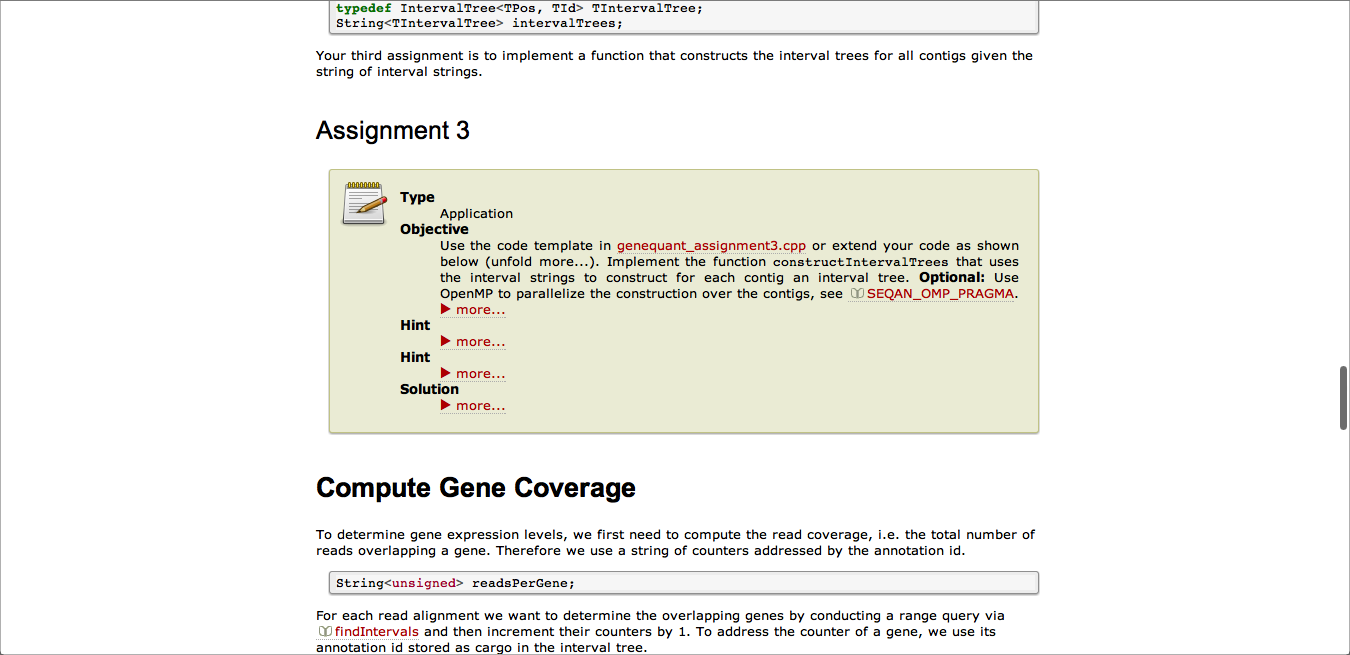 typedef IntervalTree<TPos, TId> TIntervalTree;
String<TIntervalTree> intervalTrees;
Your third assignment is to implement a function that constructs the interval trees for all contigs given the
string of interval strings.
Assignment 3
Type
Application
Objective
Use the code template in genequant_assignment3.cpp or extend your code as shown
below (unfold more...). Implement the function constructIntervalTrees that uses
the interval strings to construct for each contig an interval tree. Optional: Use
OpenMP to parallelize the construction over the contigs, see SEQAN_OMP_PRAGMA.
more...
Hint
more...
Hint
more...
Solution
more...
Compute Gene Coverage
To determine gene expression levels, we first need to compute the read coverage, i.e. the total number of
reads overlapping a gene. Therefore we use a string of counters addressed by the annotation id.
String<unsigned> readsPerGene;
For each read alignment we want to determine the overlapping genes by conducting a range query via
findIntervals and then increment their counters by 1. To address the counter of a gene, we use its
annotation id stored as cargo in the interval tree.